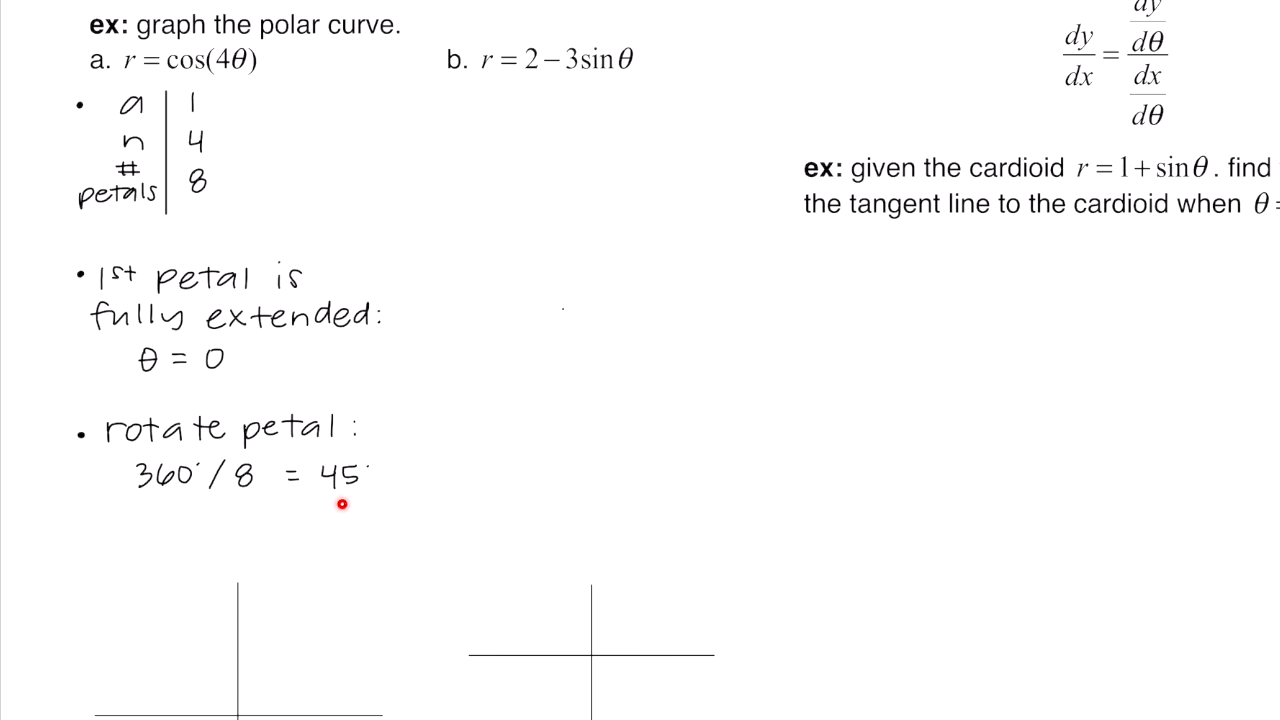 ex: graph the polar curve.
a. r = cos(4θ)
b. r = 2 − 3sinθ
• a | 1
n | 4
# petals | 8
• 1st petal is
fully extended:
θ = 0
• rotate petal:
360° / 8 = 45°
dy/dx = (dy/dθ)/(dx/dθ)
ex: given the cardioid r = 1 + sinθ. find
the tangent line to the cardioid when θ =